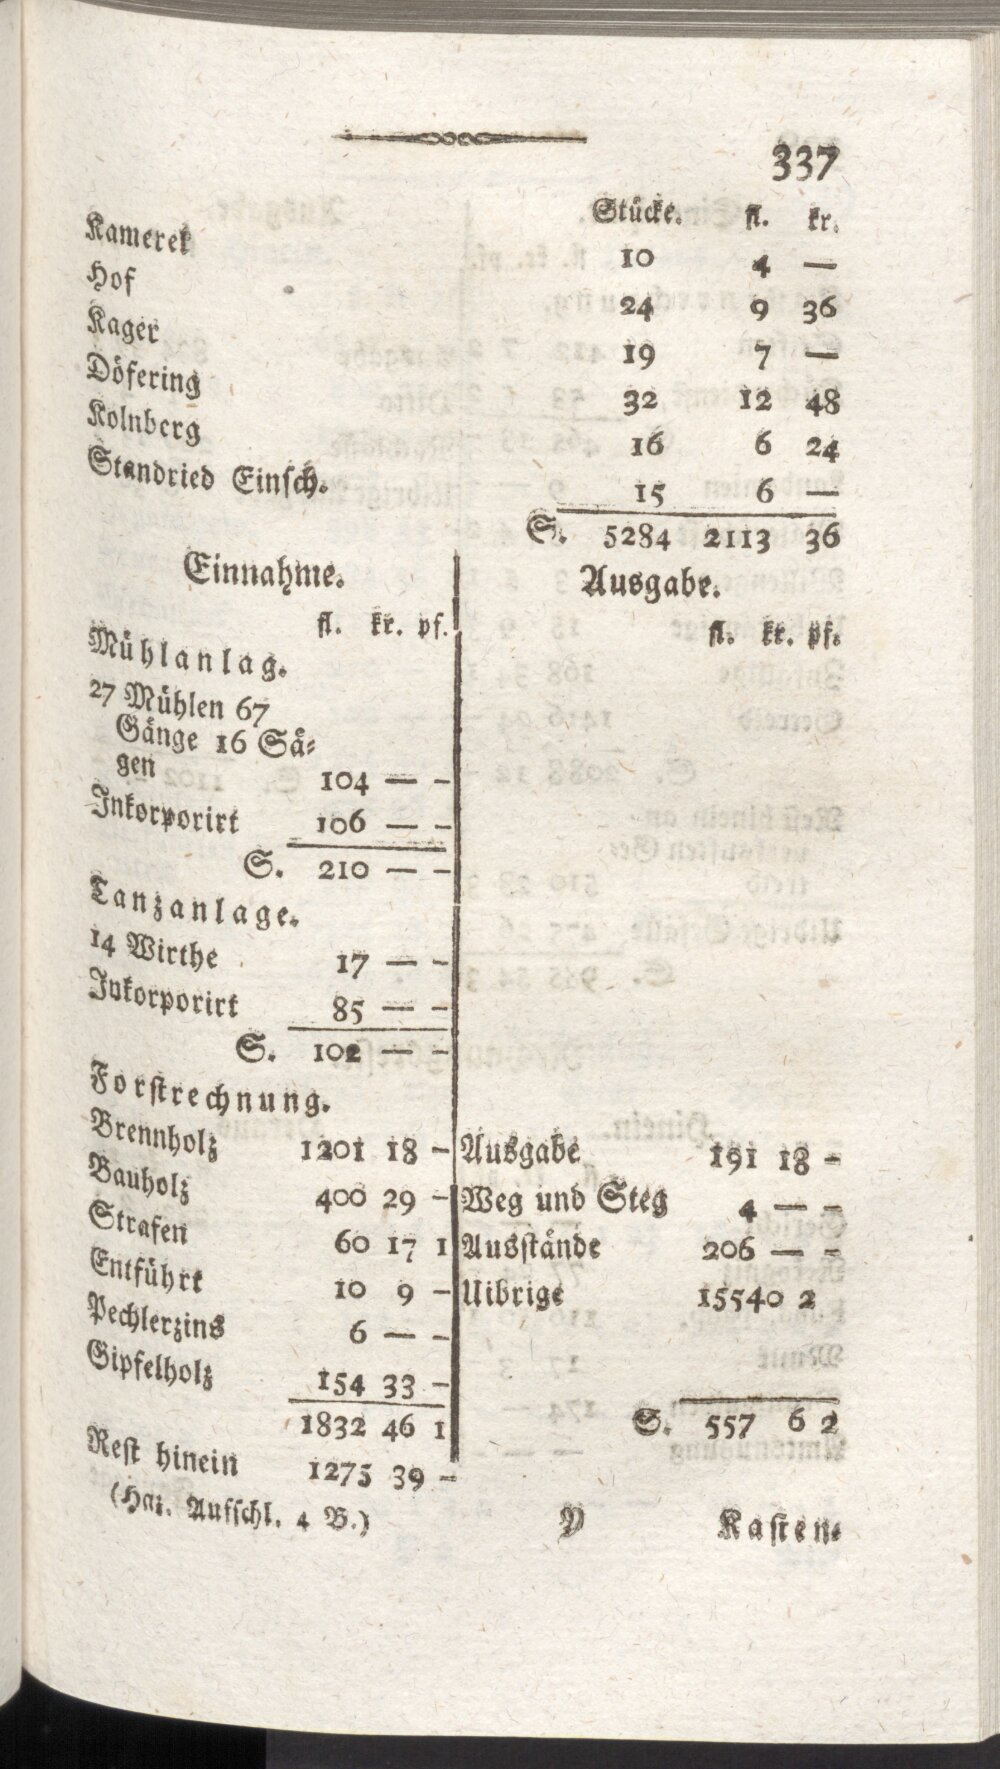 337
Stücke. fl. kr.
Kamerek 10 4 —
Hof 24 9 36
Kager 19 7 —
Döfering 32 12 48
Kolnberg 16 6 24
Standried Einsch. 15 6 —
S. 5284 2113 36
Einnahme.
fl. kr. pf.
Mühlanlag.
27 Mühlen 67
Gänge 16 Sä-
gen 104 — -
Inkorporirt 106 — -
S. 210 — -
Tanzanlage.
14 Wirthe 17 — -
Inkorporirt 85 — -
S. 102 — -
Forstrechnung.
Brennholz 1201 18 -
Bauholz 400 29 -
Strafen 60 17 1
Entführt 10 9 -
Pechlerzins 6 — -
Gipfelholz 154 33 -
1832 46 1
Rest hinein 1275 39 -
Ausgabe.
fl. kr. pf.
Ausgabe 191 18 -
Weg und Steg 4 — -
Ausstände 206 — -
Uibrige 15540 2
S. 557 6 2
(Haz. Aufschl. 4 B.) Y Kasten-